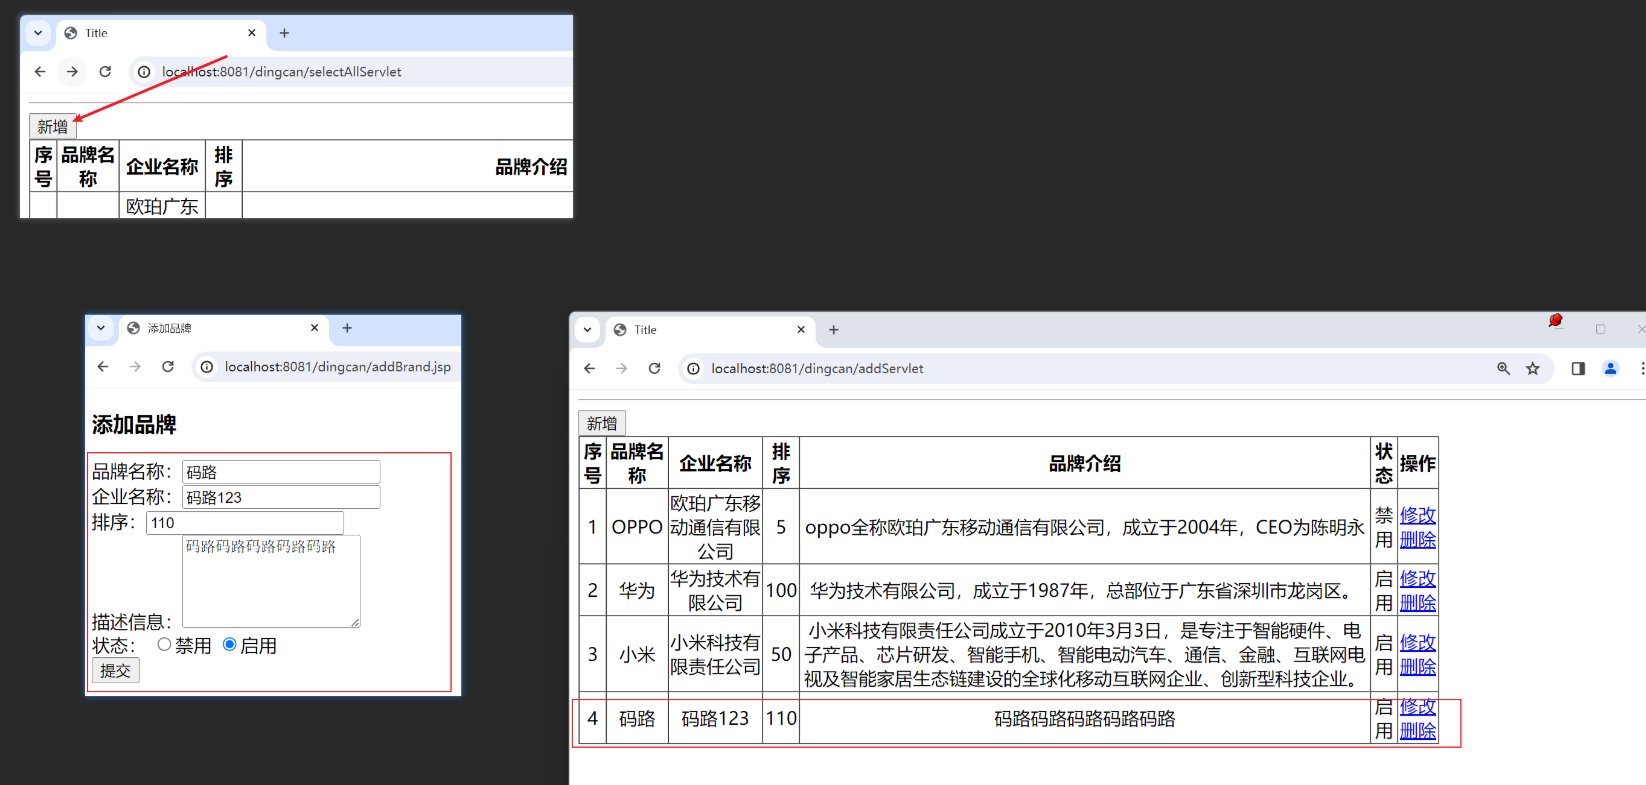 Title
localhost:8081/dingcan/selectAllServlet
新增
序号 品牌名称 企业名称 排序 品牌介绍
欧珀广东
添加品牌
localhost:8081/dingcan/addBrand.jsp
添加品牌
品牌名称： 码路
企业名称： 码路123
排序： 110
码路码路码路码路码路
描述信息：
状态： 禁用 启用
提交
Title
localhost:8081/dingcan/addServlet
新增
序号 品牌名称 企业名称 排序 品牌介绍 状态 操作
1 OPPO 欧珀广东移动通信有限公司 5 oppo全称欧珀广东移动通信有限公司，成立于2004年，CEO为陈明永 禁用 修改 删除
2 华为 华为技术有限公司 100 华为技术有限公司，成立于1987年，总部位于广东省深圳市龙岗区。 启用 修改 删除
3 小米 小米科技有限责任公司 50 小米科技有限责任公司成立于2010年3月3日，是专注于智能硬件、电子产品、芯片研发、智能手机、智能电动汽车、通信、金融、互联网电视及智能家居生态链建设的全球化移动互联网企业、创新型科技企业。 启用 修改 删除
4 码路 码路123 110 码路码路码路码路码路 启用 修改 删除